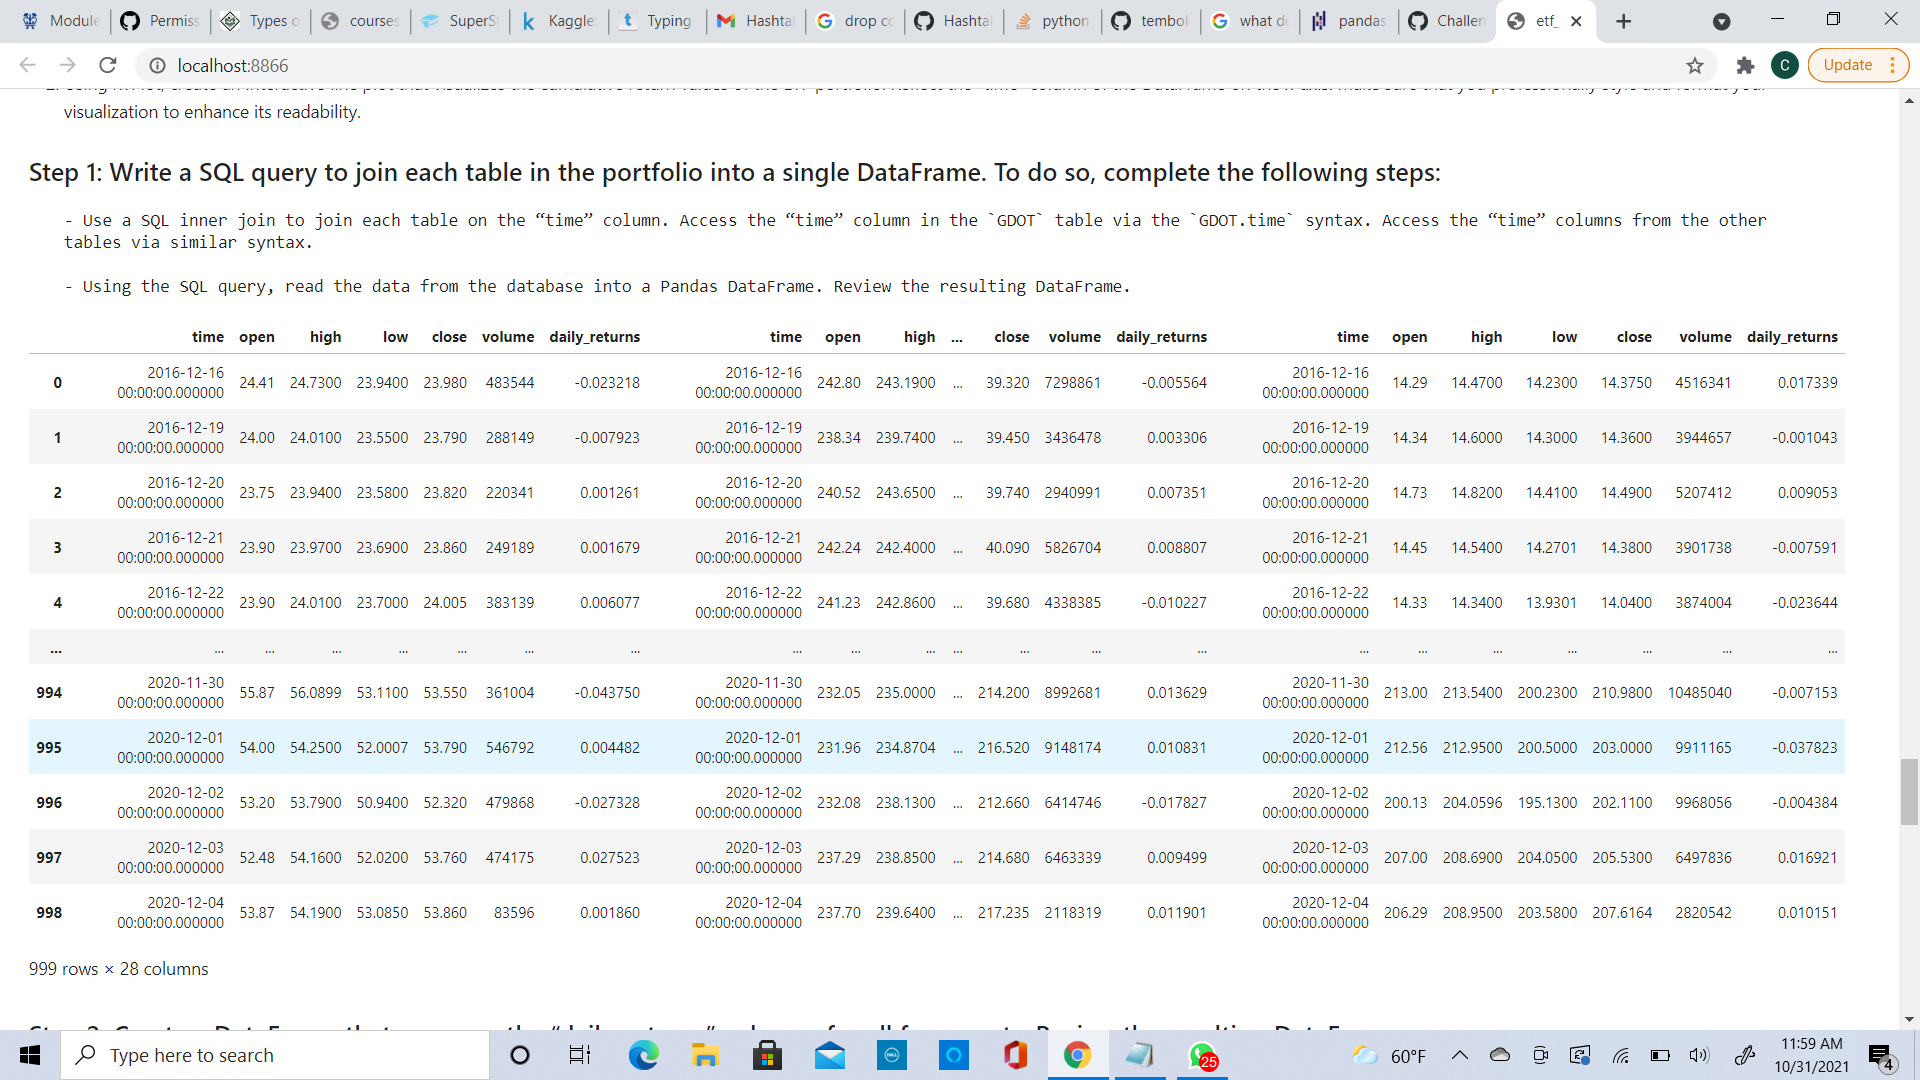 Module
Permiss
Types o
courses
SuperSt
Kaggle:
Typing
Hashtal
drop co
Hashtal
python
tembol
what do
pandas
Challen
etf_
localhost:8866
Update
C
visualization to enhance its readability.
Step 1: Write a SQL query to join each table in the portfolio into a single DataFrame. To do so, complete the following steps:
- Use a SQL inner join to join each table on the “time” column. Access the “time” column in the `GDOT` table via the `GDOT.time` syntax. Access the “time” columns from the other
tables via similar syntax.
- Using the SQL query, read the data from the database into a Pandas DataFrame. Review the resulting DataFrame.
time open high low close volume daily_returns time open high ... close volume daily_returns time open high low close volume daily_returns
0 2016-12-16 00:00:00.000000 24.41 24.7300 23.9400 23.980 483544 -0.023218 2016-12-16 00:00:00.000000 242.80 243.1900 ... 39.320 7298861 -0.005564 2016-12-16 00:00:00.000000 14.29 14.4700 14.2300 14.3750 4516341 0.017339
1 2016-12-19 00:00:00.000000 24.00 24.0100 23.5500 23.790 288149 -0.007923 2016-12-19 00:00:00.000000 238.34 239.7400 ... 39.450 3436478 0.003306 2016-12-19 00:00:00.000000 14.34 14.6000 14.3000 14.3600 3944657 -0.001043
2 2016-12-20 00:00:00.000000 23.75 23.9400 23.5800 23.820 220341 0.001261 2016-12-20 00:00:00.000000 240.52 243.6500 ... 39.740 2940991 0.007351 2016-12-20 00:00:00.000000 14.73 14.8200 14.4100 14.4900 5207412 0.009053
3 2016-12-21 00:00:00.000000 23.90 23.9700 23.6900 23.860 249189 0.001679 2016-12-21 00:00:00.000000 242.24 242.4000 ... 40.090 5826704 0.008807 2016-12-21 00:00:00.000000 14.45 14.5400 14.2701 14.3800 3901738 -0.007591
4 2016-12-22 00:00:00.000000 23.90 24.0100 23.7000 24.005 383139 0.006077 2016-12-22 00:00:00.000000 241.23 242.8600 ... 39.680 4338385 -0.010227 2016-12-22 00:00:00.000000 14.33 14.3400 13.9301 14.0400 3874004 -0.023644
... ... ... ... ... ... ... ... ... ... ... ... ... ... ... ... ... ... ... ... ... ...
994 2020-11-30 00:00:00.000000 55.87 56.0899 53.1100 53.550 361004 -0.043750 2020-11-30 00:00:00.000000 232.05 235.0000 ... 214.200 8992681 0.013629 2020-11-30 00:00:00.000000 213.00 213.5400 200.2300 210.9800 10485040 -0.007153
995 2020-12-01 00:00:00.000000 54.00 54.2500 52.0007 53.790 546792 0.004482 2020-12-01 00:00:00.000000 231.96 234.8704 ... 216.520 9148174 0.010831 2020-12-01 00:00:00.000000 212.56 212.9500 200.5000 203.0000 9911165 -0.037823
996 2020-12-02 00:00:00.000000 53.20 53.7900 50.9400 52.320 479868 -0.027328 2020-12-02 00:00:00.000000 232.08 238.1300 ... 212.660 6414746 -0.017827 2020-12-02 00:00:00.000000 200.13 204.0596 195.1300 202.1100 9968056 -0.004384
997 2020-12-03 00:00:00.000000 52.48 54.1600 52.0200 53.760 474175 0.027523 2020-12-03 00:00:00.000000 237.29 238.8500 ... 214.680 6463339 0.009499 2020-12-03 00:00:00.000000 207.00 208.6900 204.0500 205.5300 6497836 0.016921
998 2020-12-04 00:00:00.000000 53.87 54.1900 53.0850 53.860 83596 0.001860 2020-12-04 00:00:00.000000 237.70 239.6400 ... 217.235 2118319 0.011901 2020-12-04 00:00:00.000000 206.29 208.9500 203.5800 207.6164 2820542 0.010151
999 rows × 28 columns
Type here to search
25
60°F
11:59 AM
10/31/2021
4